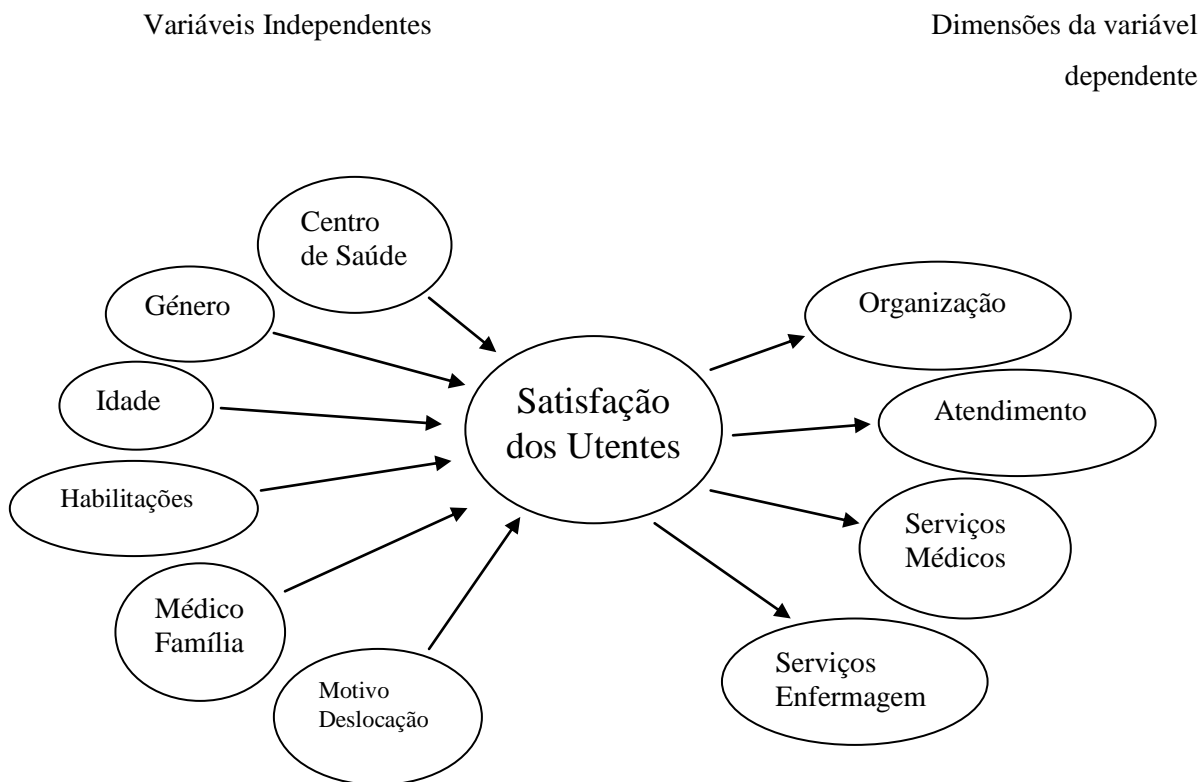 Variáveis Independentes
Dimensões da variável
dependente
Centro
de Saúde
Género
Idade
Habilitações
Médico
Família
Motivo
Deslocação
Satisfação
dos Utentes
Organização
Atendimento
Serviços
Médicos
Serviços
Enfermagem